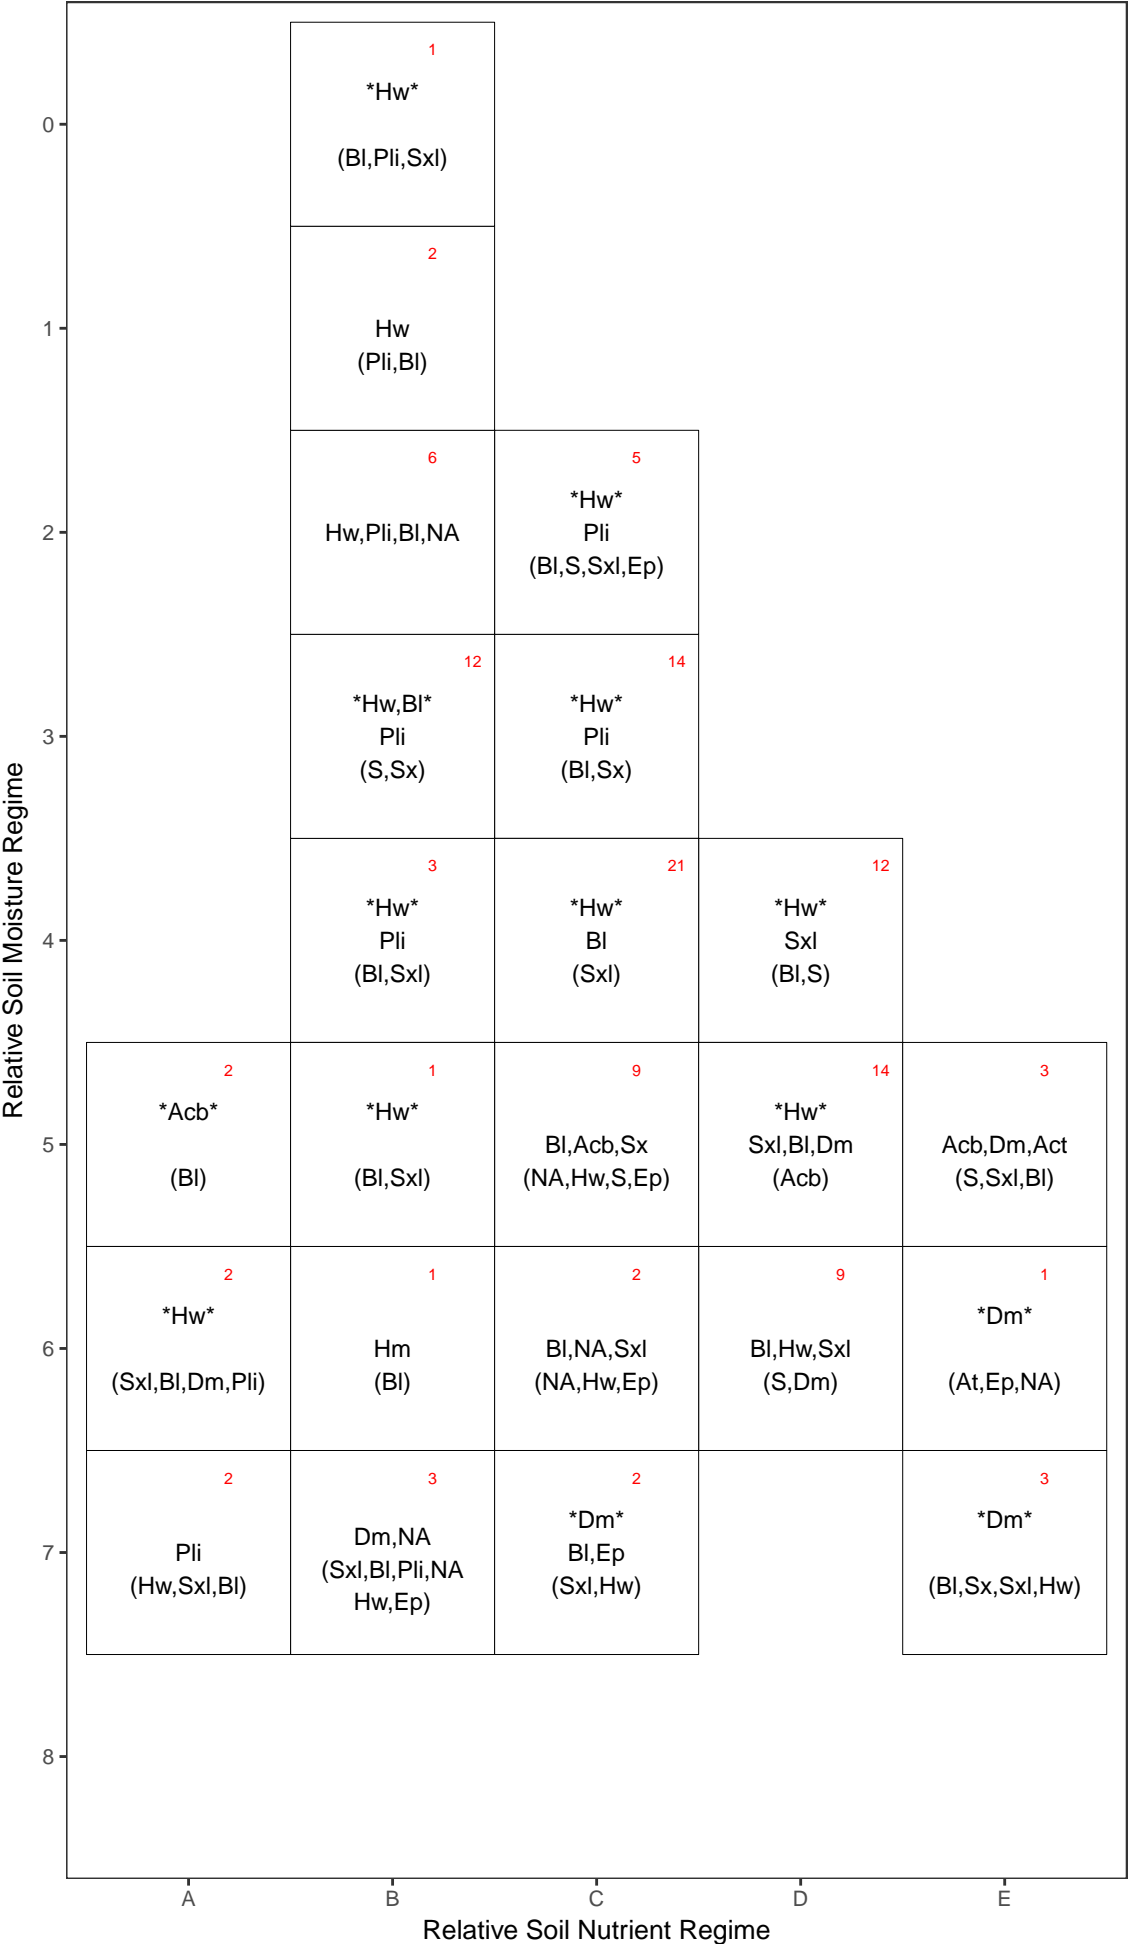 1
*Hw*
0
(Bl,Pli,Sxl)
2
1
Hw
(Pli,Bl)
6
5
*Hw*
2
Hw,Pli,Bl,NA
Pli
(Bl,S,Sxl,Ep)
12
14
*Hw,Bl*
*Hw*
3
Pli
Pli
(S,Sx)
(Bl,Sx)
3
21
12
*Hw*
*Hw*
*Hw*
4
Pli
Bl
Sxl
(Bl,Sxl)
(Sxl)
(Bl,S)
2
1
9
14
3
*Acb*
*Hw*
*Hw*
5
Bl,Acb,Sx
Sxl,Bl,Dm
Acb,Dm,Act
(Bl)
(Bl,Sxl)
(NA,Hw,S,Ep)
(Acb)
(S,Sxl,Bl)
2
1
2
9
1
*Hw*
*Dm*
6
Hm
Bl,NA,Sxl
Bl,Hw,Sxl
(Sxl,Bl,Dm,Pli)
(Bl)
(NA,Hw,Ep)
(S,Dm)
(At,Ep,NA)
2
3
2
3
*Dm*
*Dm*
7
Pli
(Hw,Sxl,Bl)
Dm,NA
(Sxl,Bl,Pli,NA
Hw,Ep)
Bl,Ep
(Sxl,Hw)
(Bl,Sx,Sxl,Hw)
8
A
B
C
D
E
Relative Soil Nutrient Regime
Relative Soil Moisture Regime